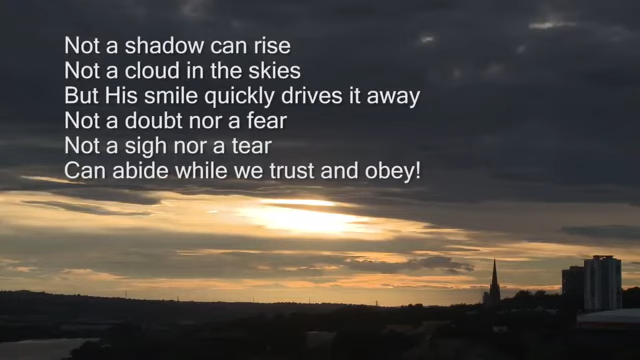 Not a shadow can rise
Not a cloud in the skies
But His smile quickly drives it away
Not a doubt nor a fear
Not a sigh nor a tear
Can abide while we trust and obey!